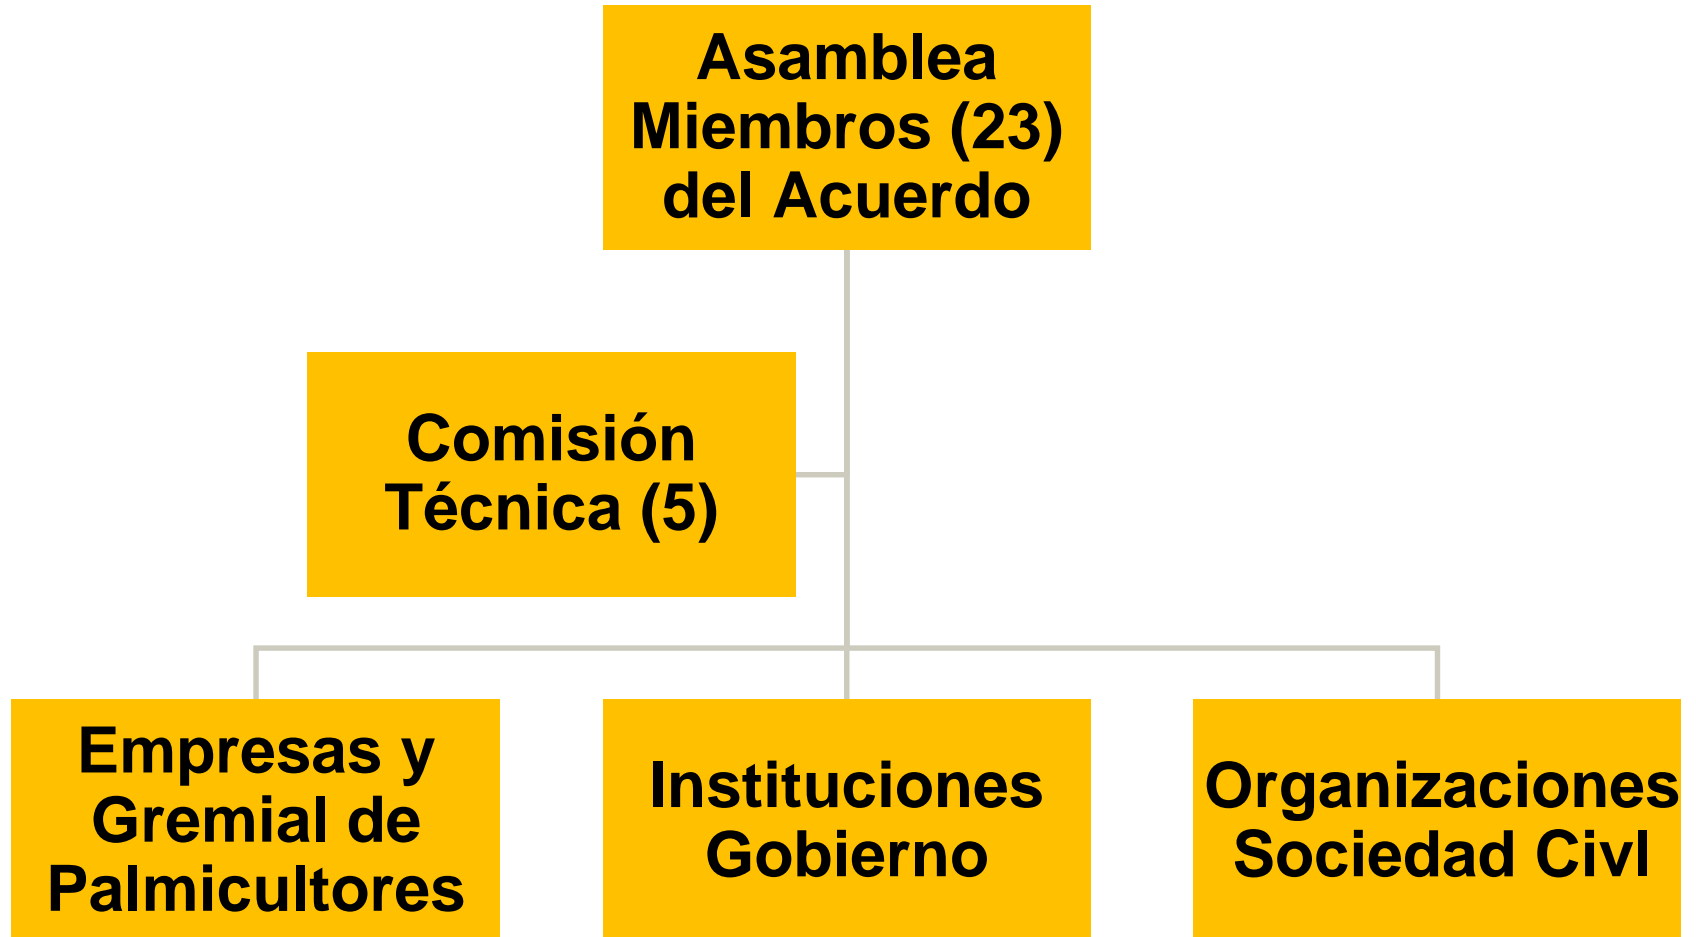 Asamblea
Miembros (23)
del Acuerdo
Comisión
Técnica (5)
Empresas y
Gremial de
Palmicultores
Instituciones
Gobierno
Organizaciones
Sociedad Civl